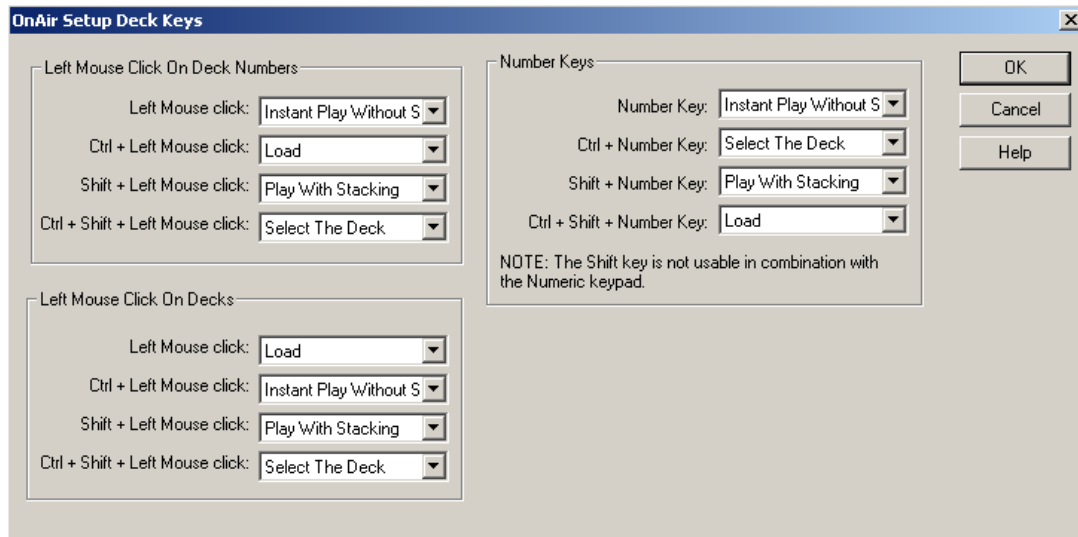 OnAir Setup Deck Keys
Left Mouse Click On Deck Numbers
Left Mouse click: Instant Play Without S
Ctrl + Left Mouse click: Load
Shift + Left Mouse click: Play With Stacking
Ctrl + Shift + Left Mouse click: Select The Deck
Left Mouse Click On Decks
Left Mouse click: Load
Ctrl + Left Mouse click: Instant Play Without S
Shift + Left Mouse click: Play With Stacking
Ctrl + Shift + Left Mouse click: Select The Deck
Number Keys
Number Key: Instant Play Without S
Ctrl + Number Key: Select The Deck
Shift + Number Key: Play With Stacking
Ctrl + Shift + Number Key: Load
NOTE: The Shift key is not usable in combination with
the Numeric keypad.
OK
Cancel
Help